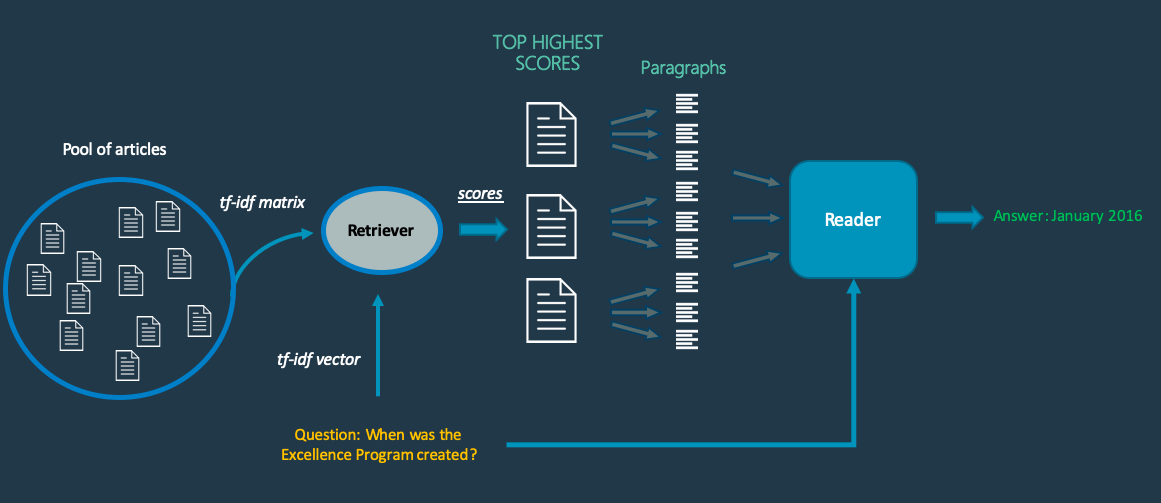 TOP HIGHEST
SCORES
Paragraphs
Pool of articles
tf-idf matrix
scores
Retriever
Reader
Answer: January 2016
tf-idf vector
Question: When was the
Excellence Program created?